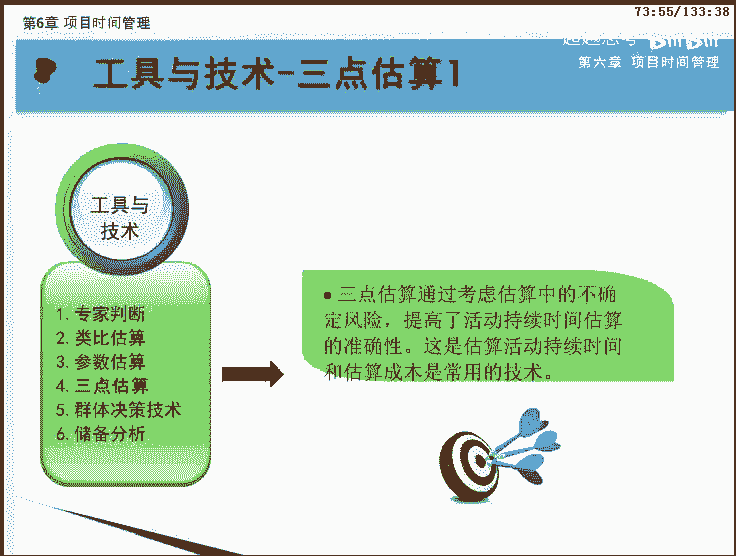 73:55/133:38
第6章 项目时间管理
第六章 项目时间管理
工具与技术-三点估算1
工具与
技术
1. 专家判断
2. 类比估算
3. 参数估算
4. 三点估算
5. 群体决策技术
6. 储备分析
• 三点估算通过考虑估算中的不确
定风险，提高了活动持续时间估算
的准确性。这是估算活动持续时间
和估算成本是常用的技术。